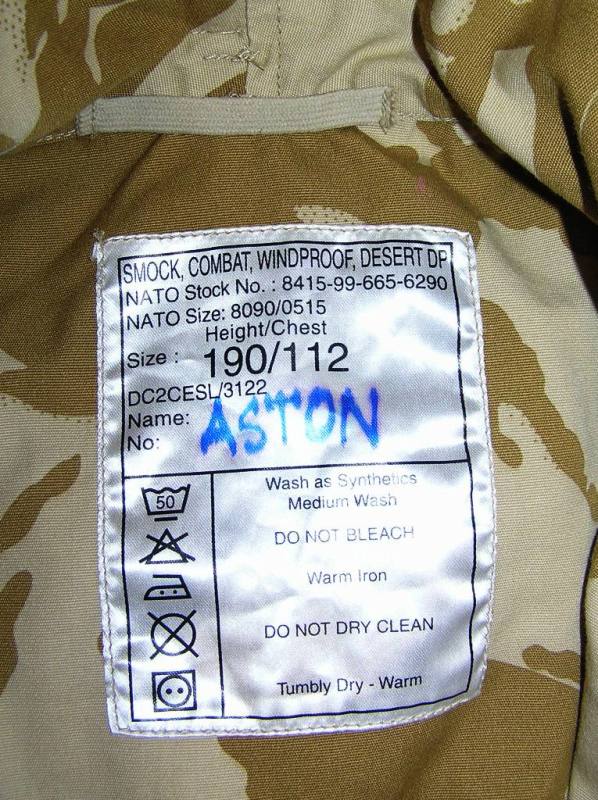 SMOCK, COMBAT, WINDPROOF, DESERT DP
NATO Stock No. : 8415-99-665-6290
NATO Size: 8090/0515
Height/Chest
Size : 190/112
DC2CESL/3122
Name: ASTON
No:
Wash as Synthetics
Medium Wash
50
DO NOT BLEACH
Warm Iron
DO NOT DRY CLEAN
Tumbly Dry - Warm